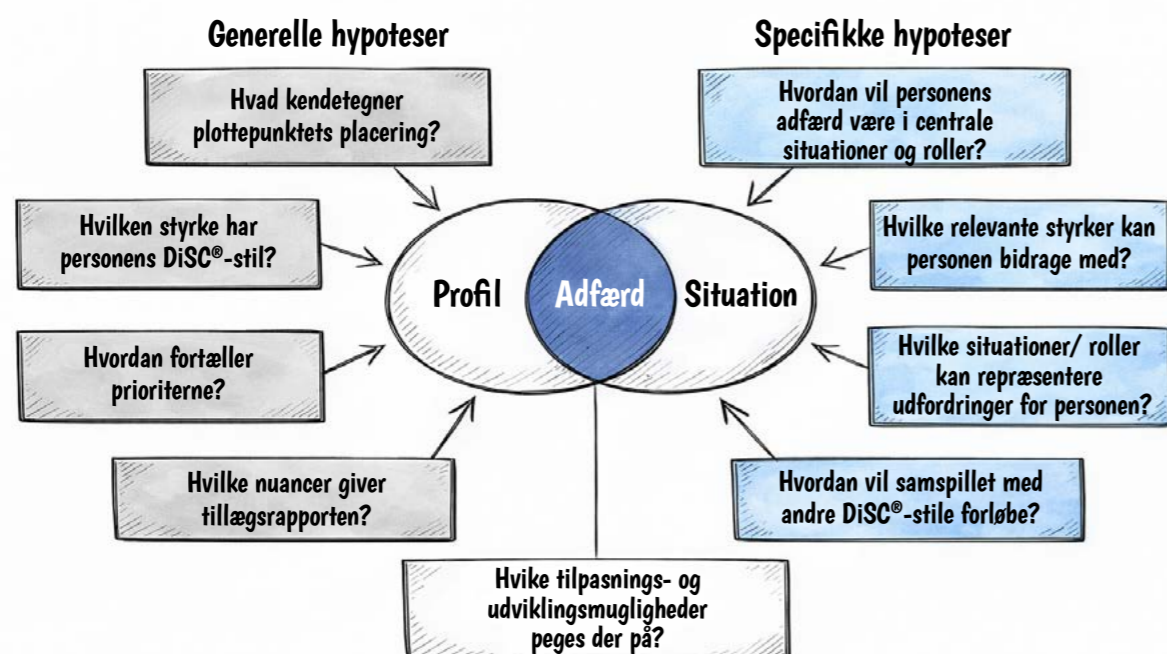 Generelle hypoteser
Hvad kendetegner
plottepunktets placering?
Hvilken styrke har
personens DiSC®-stil?
Hvordan fortæller
prioriterne?
Hvilke nuancer giver
tillægsrapporten?
Profil
Adfærd
Situation
Specifikke hypoteser
Hvordan vil personens
adfærd være i centrale
situationer og roller?
Hvilke relevante styrker kan
personen bidrage med?
Hvilke situationer/ roller
kan repræsentere
udfordringer for personen?
Hvordan vil samspillet med
andre DiSC®-stile forløbe?
Hvike tilpasnings- og
udviklingsmugligheder
peges der på?